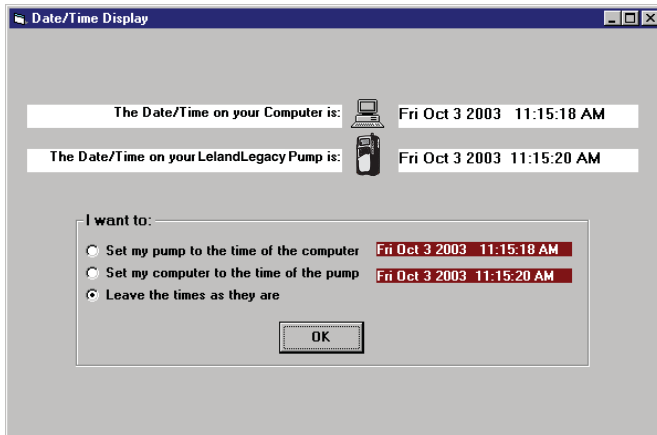 Date/Time Display
The Date/Time on your Computer is: Fri Oct 3 2003 11:15:18 AM
The Date/Time on your LelandLegacy Pump is: Fri Oct 3 2003 11:15:20 AM
I want to:
Set my pump to the time of the computer Fri Oct 3 2003 11:15:18 AM
Set my computer to the time of the pump Fri Oct 3 2003 11:15:20 AM
Leave the times as they are
OK